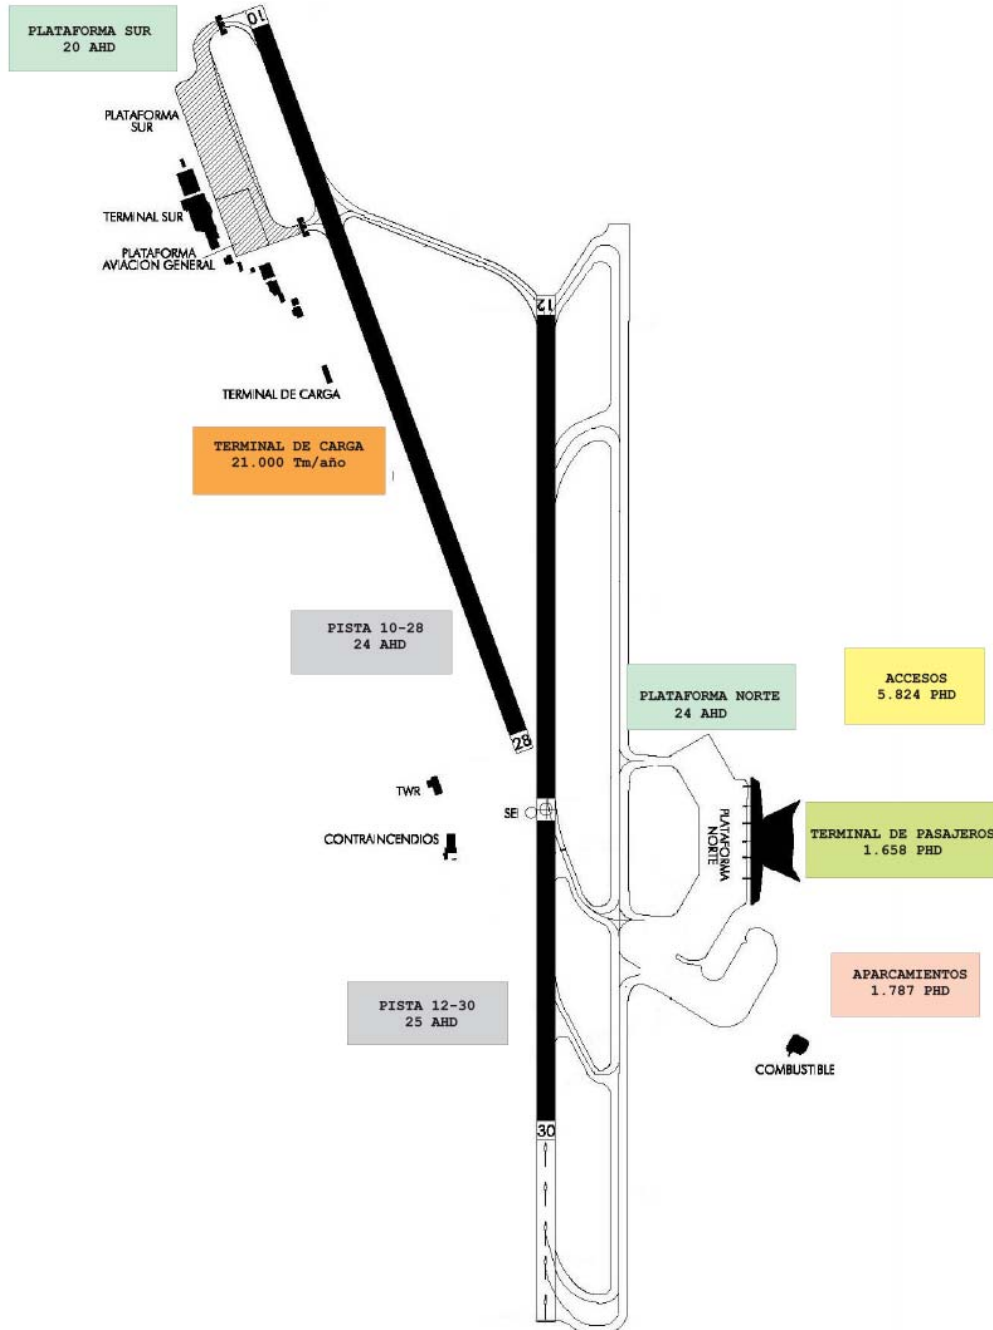 10
PLATAFORMA SUR
20 AHD
PLATAFORMA
SUR
TERMINAL SUR
PLATAFORMA
AVIACION GENERAL
12
TERMINAL DE CARGA
TERMINAL DE CARGA
21.000 Tm/año
PISTA 10-28
24 AHD
ACCESOS
5.824 PHD
PLATAFORMA NORTE
24 AHD
28
TWR
SEI
PLATAFORMA
NORTE
TERMINAL DE PASAJEROS
1.658 PHD
CONTRAINCENDIOS
APARCAMIENTOS
1.787 PHD
PISTA 12-30
25 AHD
COMBUSTIBLE
30